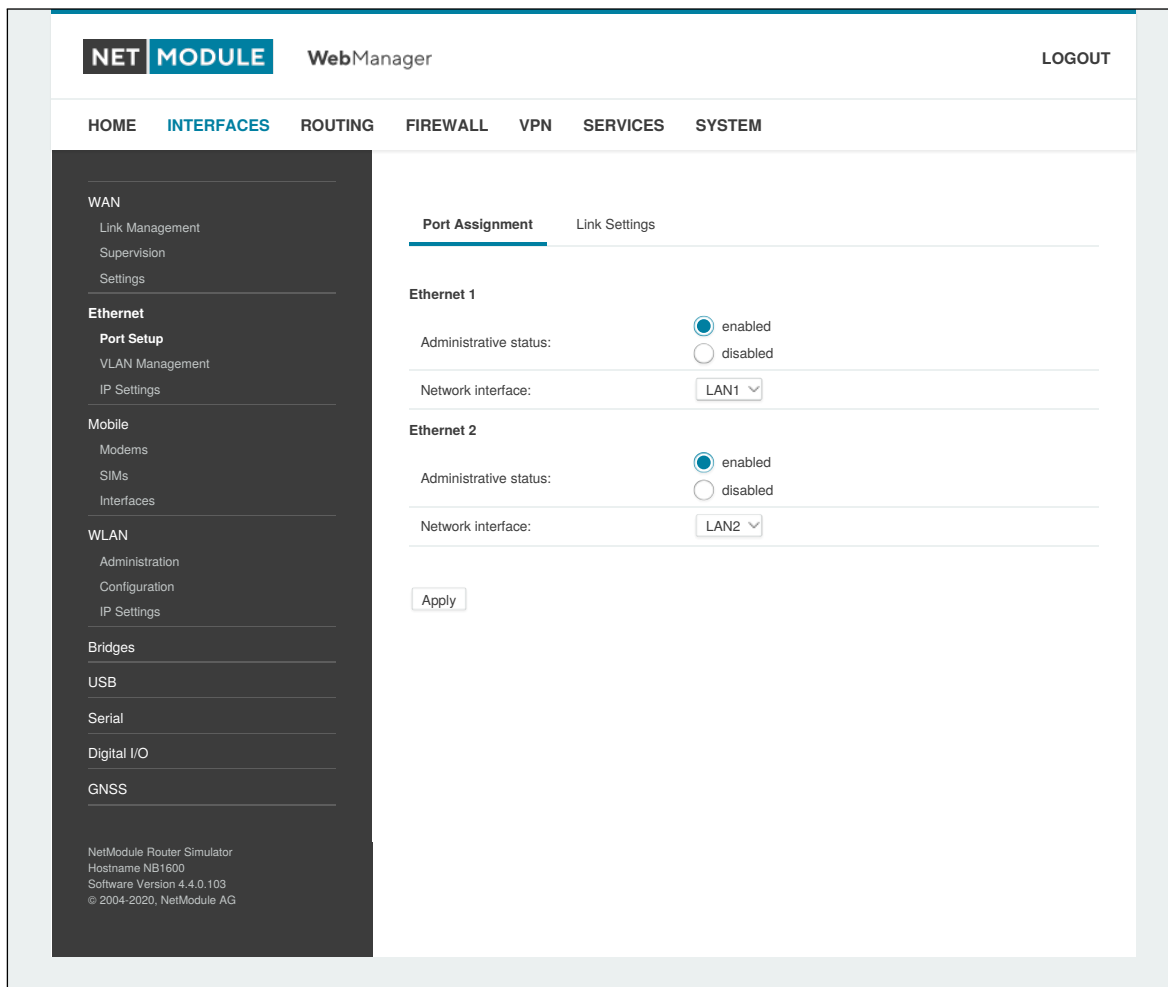 NET MODULE WebManager
LOGOUT
HOME INTERFACES ROUTING FIREWALL VPN SERVICES SYSTEM
WAN
Link Management
Supervision
Settings
Ethernet
Port Setup
VLAN Management
IP Settings
Mobile
Modems
SIMs
Interfaces
WLAN
Administration
Configuration
IP Settings
Bridges
USB
Serial
Digital I/O
GNSS
NetModule Router Simulator
Hostname NB1600
Software Version 4.4.0.103
© 2004-2020, NetModule AG
Port Assignment Link Settings
Ethernet 1
Administrative status:
enabled
disabled
Network interface: LAN1
Ethernet 2
Administrative status:
enabled
disabled
Network interface: LAN2
Apply